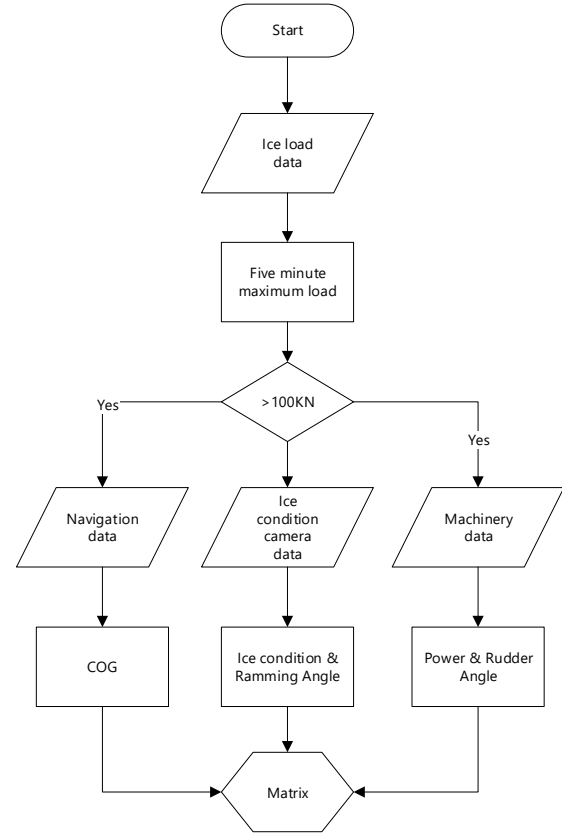 Start
Ice load
data
Five minute
maximum load
>100KN
Yes
Yes
Navigation
data
Ice
condition
camera
data
Machinery
data
COG
Ice condition &
Ramming Angle
Power & Rudder
Angle
Matrix